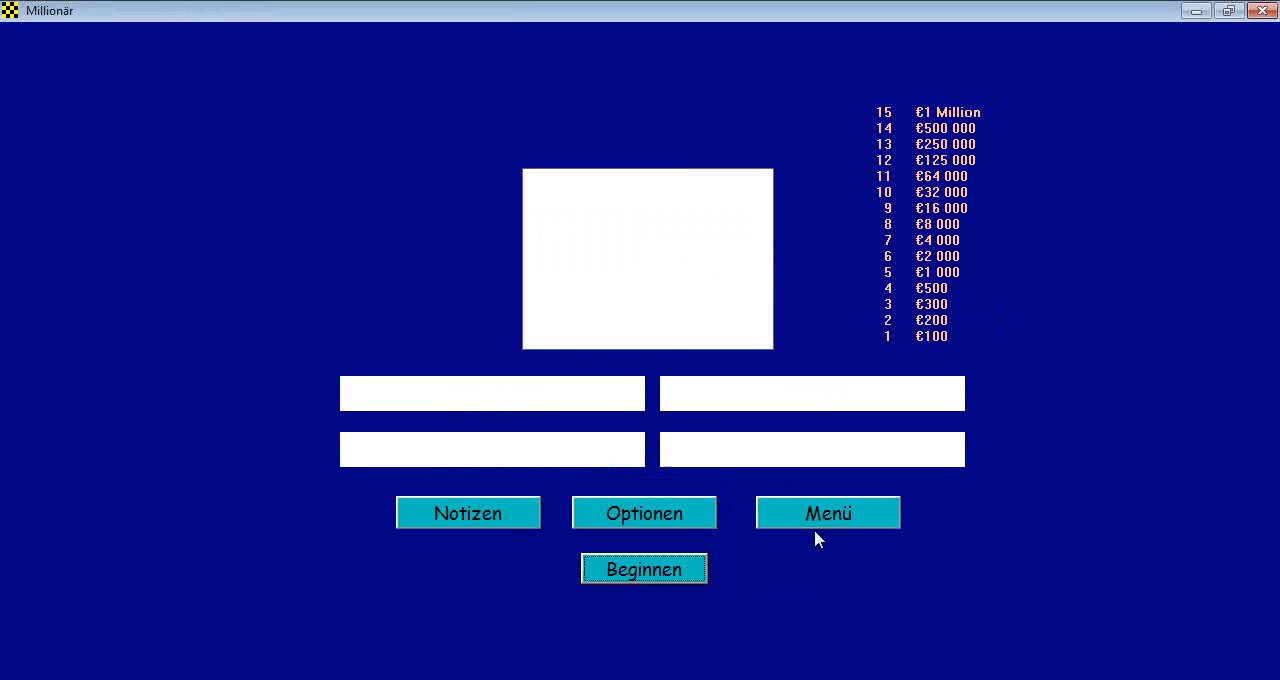 Millionär
15 €1 Million
14 €500 000
13 €250 000
12 €125 000
11 €64 000
10 €32 000
9 €16 000
8 €8 000
7 €4 000
6 €2 000
5 €1 000
4 €500
3 €300
2 €200
1 €100
Notizen Optionen Menü
Beginnen